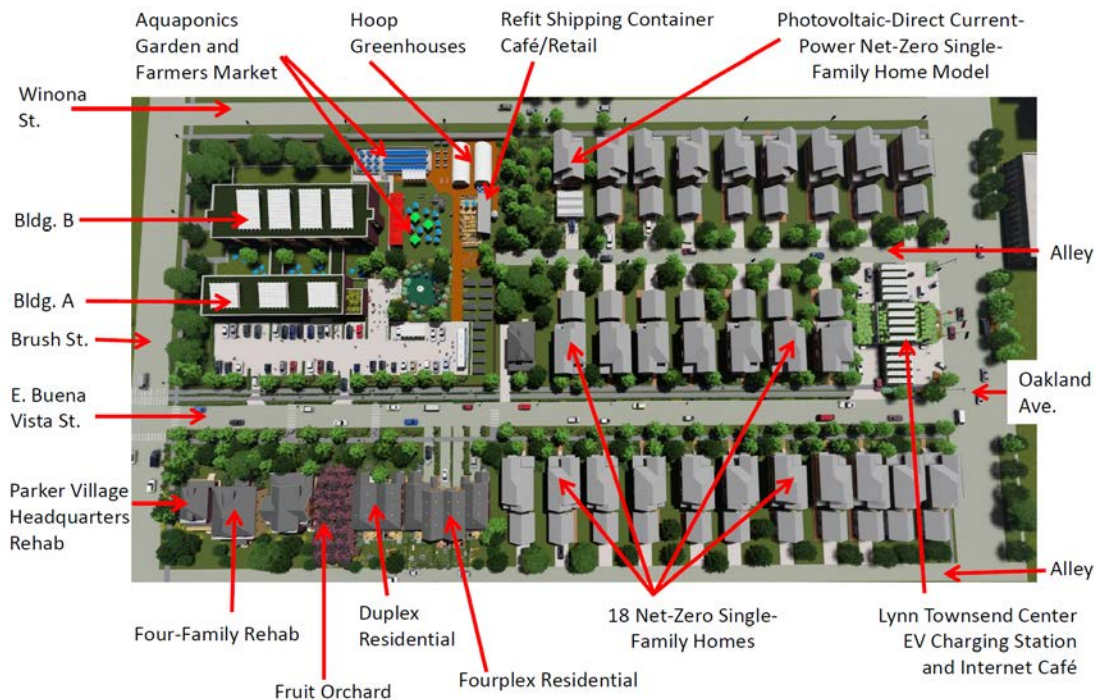 Aquaponics
Garden and
Farmers Market
Hoop
Greenhouses
Refit Shipping Container
Café/Retail
Photovoltaic-Direct Current-
Power Net-Zero Single-
Family Home Model
Winona
St.
Bldg. B
Bldg. A
Brush St.
E. Buena
Vista St.
Parker Village
Headquarters
Rehab
Alley
Oakland
Ave.
Alley
Four-Family Rehab
Fruit Orchard
Duplex
Residential
Fourplex Residential
18 Net-Zero Single-
Family Homes
Lynn Townsend Center
EV Charging Station
and Internet Café